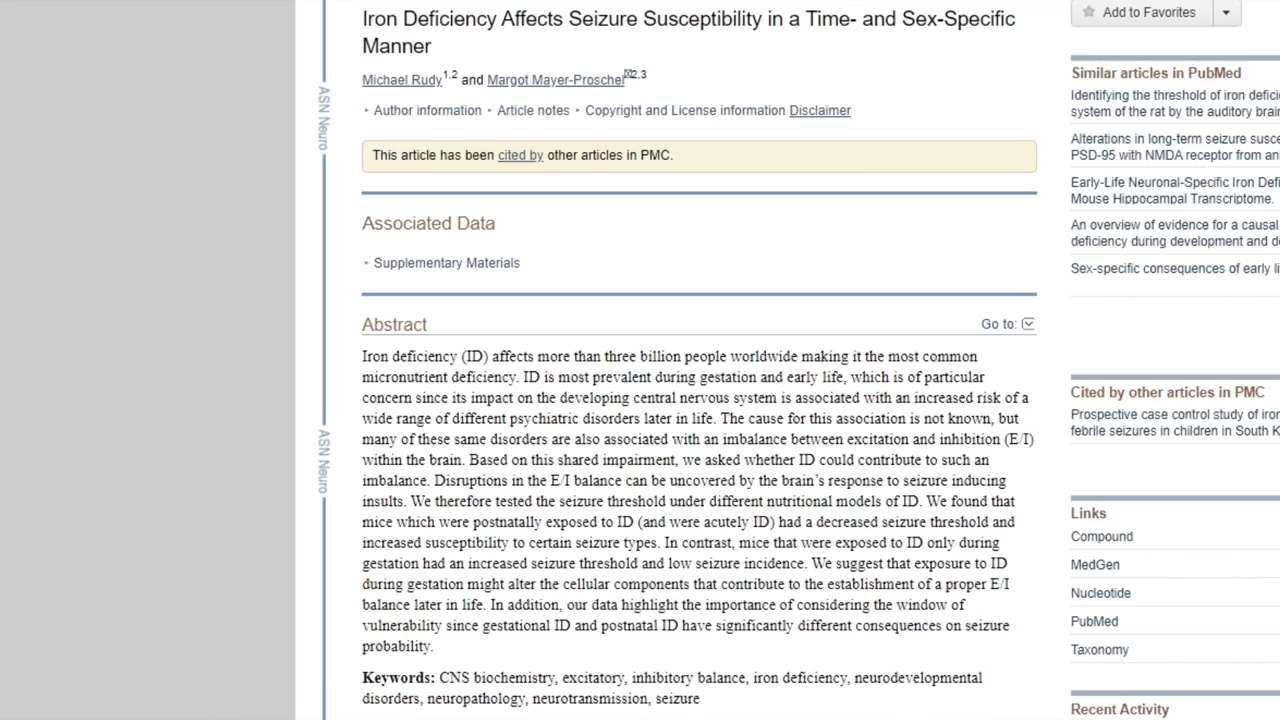 Iron Deficiency Affects Seizure Susceptibility in a Time- and Sex-Specific
Manner
Michael Rudy1,2 and Margot Mayer-Proschel2,3
‣ Author information ‣ Article notes ‣ Copyright and License information Disclaimer
This article has been cited by other articles in PMC.
Associated Data
‣ Supplementary Materials
Abstract
Go to:
Iron deficiency (ID) affects more than three billion people worldwide making it the most common
micronutrient deficiency. ID is most prevalent during gestation and early life, which is of particular
concern since its impact on the developing central nervous system is associated with an increased risk of a
wide range of different psychiatric disorders later in life. The cause for this association is not known, but
many of these same disorders are also associated with an imbalance between excitation and inhibition (E/I)
within the brain. Based on this shared impairment, we asked whether ID could contribute to such an
imbalance. Disruptions in the E/I balance can be uncovered by the brain's response to seizure inducing
insults. We therefore tested the seizure threshold under different nutritional models of ID. We found that
mice which were postnatally exposed to ID (and were acutely ID) had a decreased seizure threshold and
increased susceptibility to certain seizure types. In contrast, mice that were exposed to ID only during
gestation had an increased seizure threshold and low seizure incidence. We suggest that exposure to ID
during gestation might alter the cellular components that contribute to the establishment of a proper E/I
balance later in life. In addition, our data highlight the importance of considering the window of
vulnerability since gestational ID and postnatal ID have significantly different consequences on seizure
probability.
Keywords: CNS biochemistry, excitatory, inhibitory balance, iron deficiency, neurodevelopmental
disorders, neuropathology, neurotransmission, seizure
ASN Neuro
ASN Neuro
Add to Favorites
Similar articles in PubMed
Identifying the threshold of iron defici
system of the rat by the auditory brain
Alterations in long-term seizure susce
PSD-95 with NMDA receptor from an
Early-Life Neuronal-Specific Iron Defi
Mouse Hippocampal Transcriptome.
An overview of evidence for a causal
deficiency during development and d
Sex-specific consequences of early li
Cited by other articles in PMC
Prospective case control study of iron
febrile seizures in children in South K
Links
Compound
MedGen
Nucleotide
PubMed
Taxonomy
Recent Activity